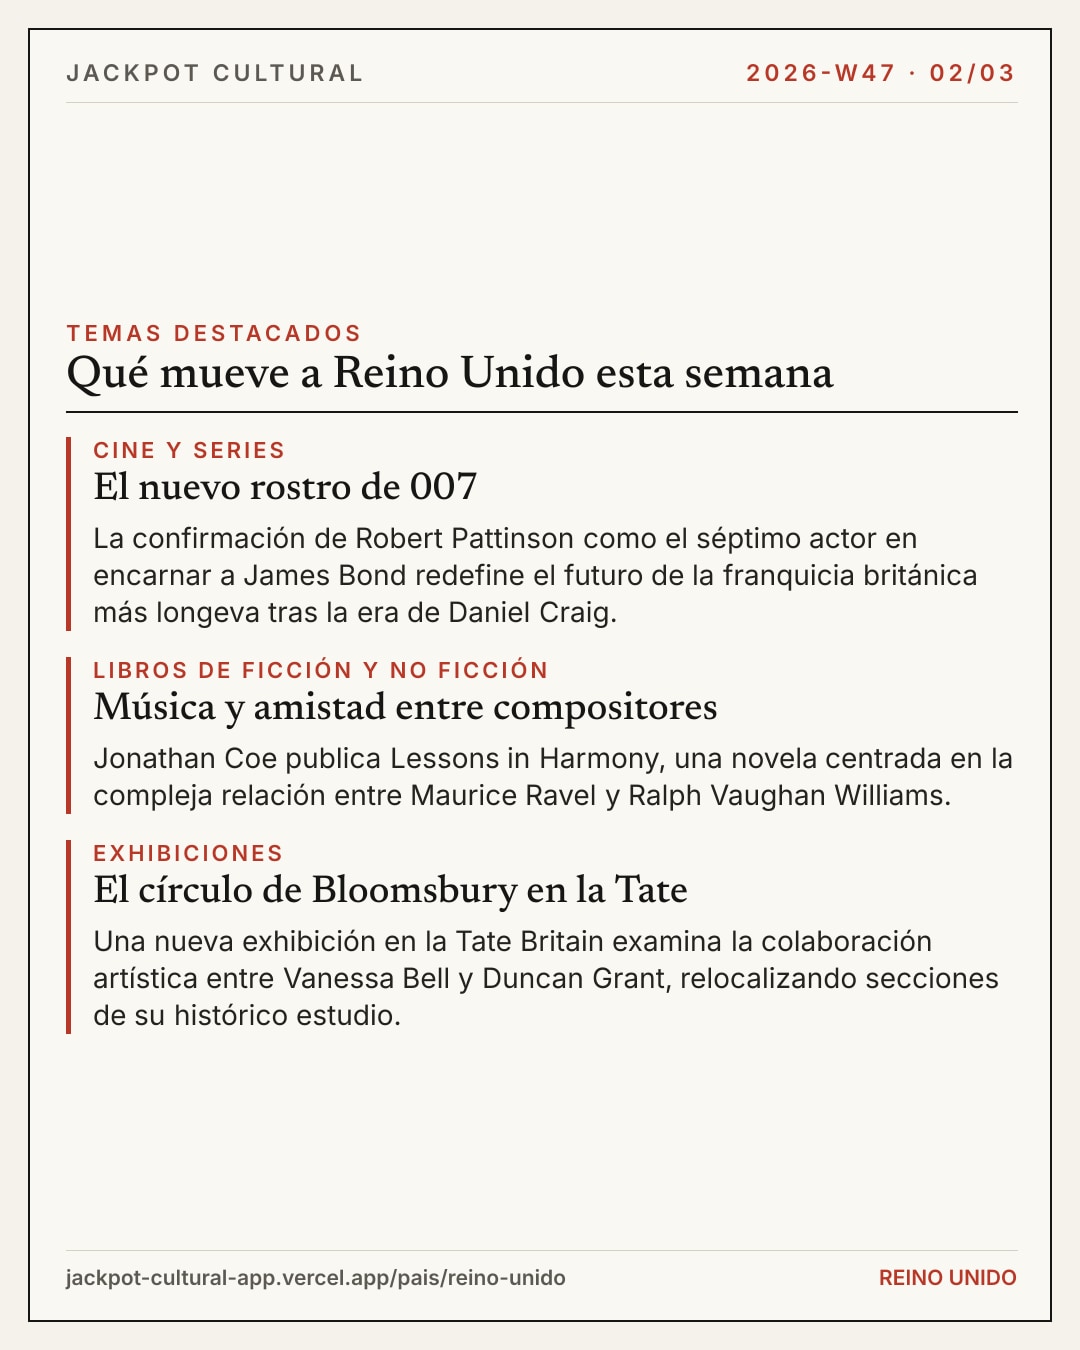 JACKPOT CULTURAL
2026-W47 · 02/03
TEMAS DESTACADOS
Qué mueve a Reino Unido esta semana
CINE Y SERIES
El nuevo rostro de 007
La confirmación de Robert Pattinson como el séptimo actor en
encarnar a James Bond redefine el futuro de la franquicia británica
más longeva tras la era de Daniel Craig.
LIBROS DE FICCIÓN Y NO FICCIÓN
Música y amistad entre compositores
Jonathan Coe publica Lessons in Harmony, una novela centrada en la
compleja relación entre Maurice Ravel y Ralph Vaughan Williams.
EXHIBICIONES
El círculo de Bloomsbury en la Tate
Una nueva exhibición en la Tate Britain examina la colaboración
artística entre Vanessa Bell y Duncan Grant, relocalizando secciones
de su histórico estudio.
jackpot-cultural-app.vercel.app/pais/reino-unido
REINO UNIDO